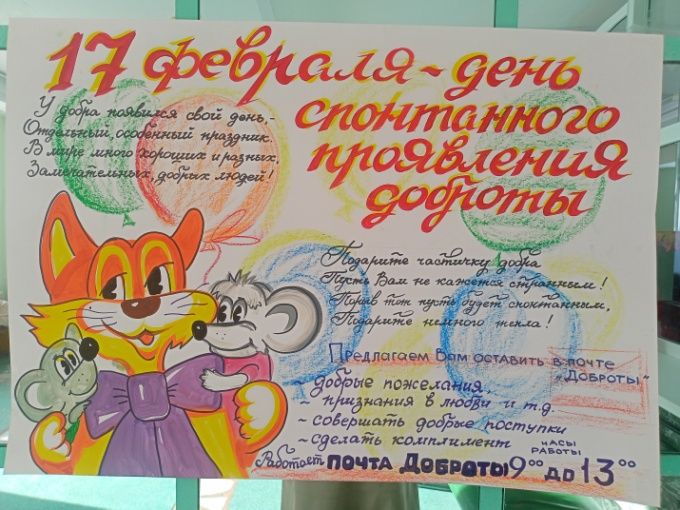 17 февраля - день
спонтанного
проявления
доброты
У добра появился свой день,-
Отдельный, особенный праздник.
В мире много хороших и разных,
Замечательных, добрых людей!
Подарите частичку добра
Пусть Вам не кажется странным!
Порыв тот пусть будет спонтанным,
Подарите немного тепла!
Предлагаем Вам оставить в почте
"ДОБРОТЫ"
- добрые пожелания,
~ признания в любви и т.д.
~ совершать добрые поступки
~ сделать комплимент
ЧАСЫ
РАБОТЫ
Работает ПОЧТА ДОБРОТЫ 9⁰⁰ ДО 13⁰⁰